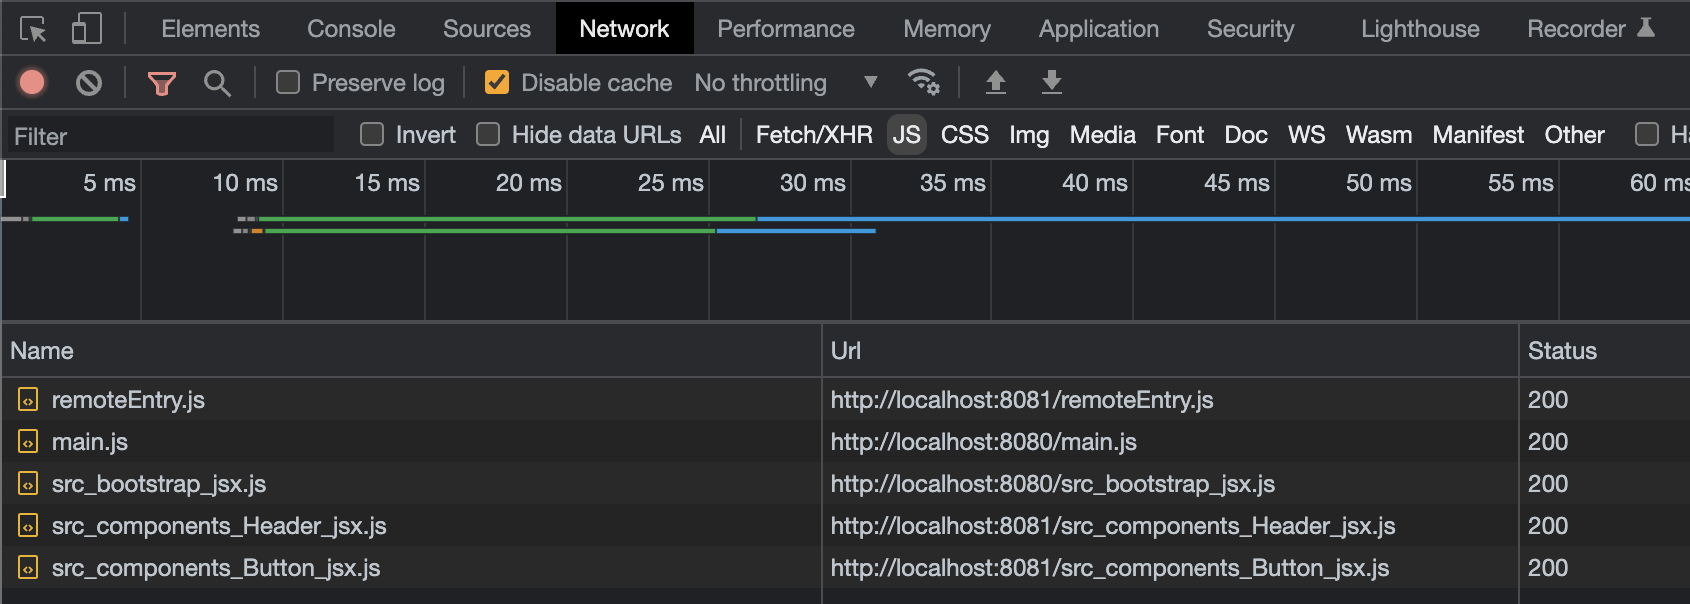 Elements Console Sources Network Performance Memory Application Security Lighthouse Recorder
Preserve log Disable cache No throttling
Filter Invert Hide data URLs All Fetch/XHR JS CSS Img Media Font Doc WS Wasm Manifest Other
5 ms 10 ms 15 ms 20 ms 25 ms 30 ms 35 ms 40 ms 45 ms 50 ms 55 ms 60 ms
Name Url Status
remoteEntry.js http://localhost:8081/remoteEntry.js 200
main.js http://localhost:8080/main.js 200
src_bootstrap_jsx.js http://localhost:8080/src_bootstrap_jsx.js 200
src_components_Header_jsx.js http://localhost:8081/src_components_Header_jsx.js 200
src_components_Button_jsx.js http://localhost:8081/src_components_Button_jsx.js 200